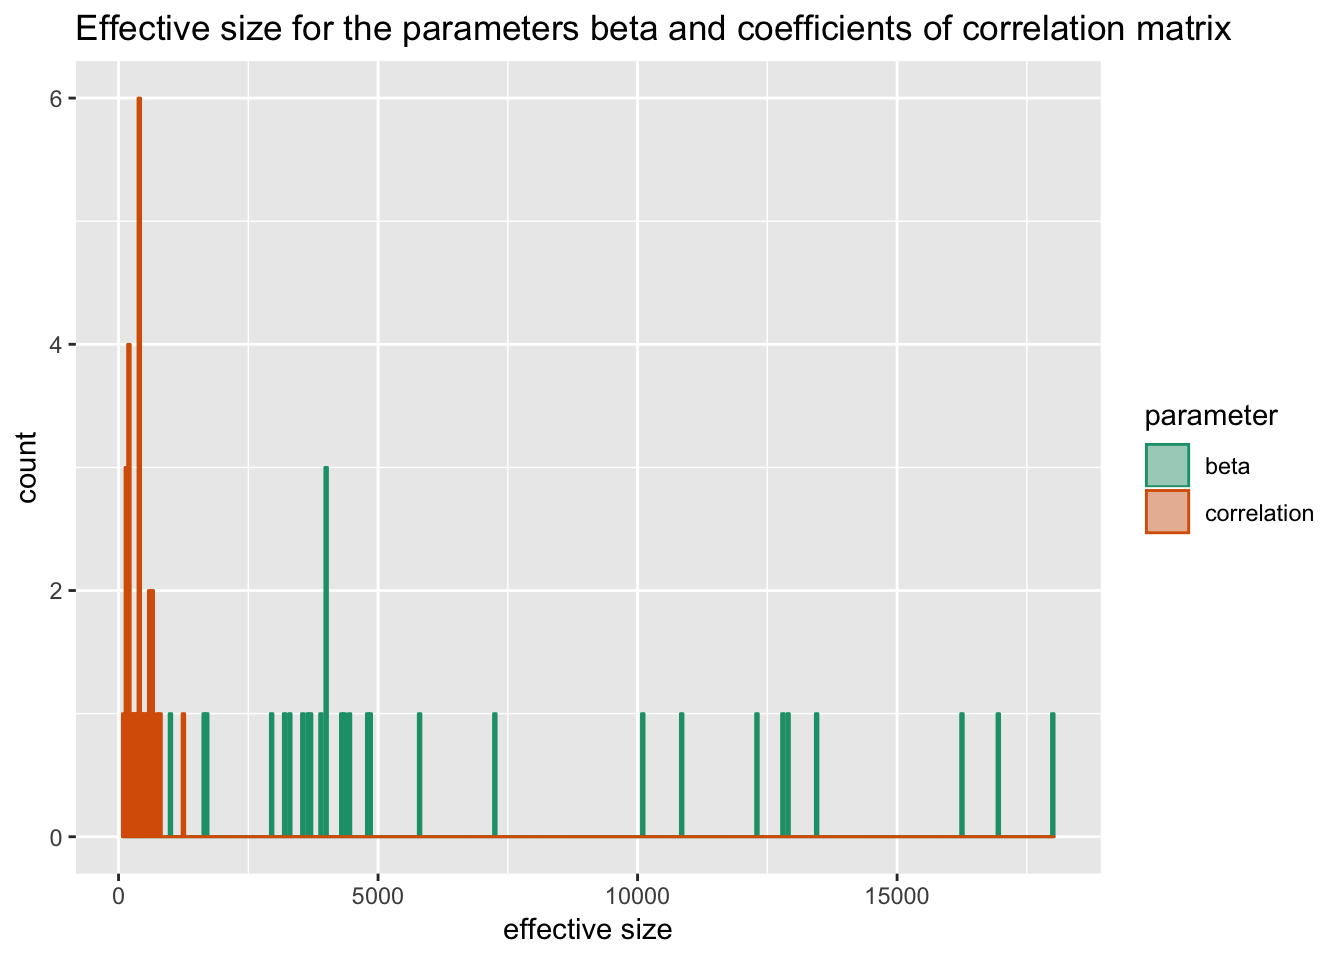 Effective size for the parameters beta and coefficients of correlation matrix
6
4
2
0
count
0 5000 10000 15000
effective size
parameter
beta
correlation